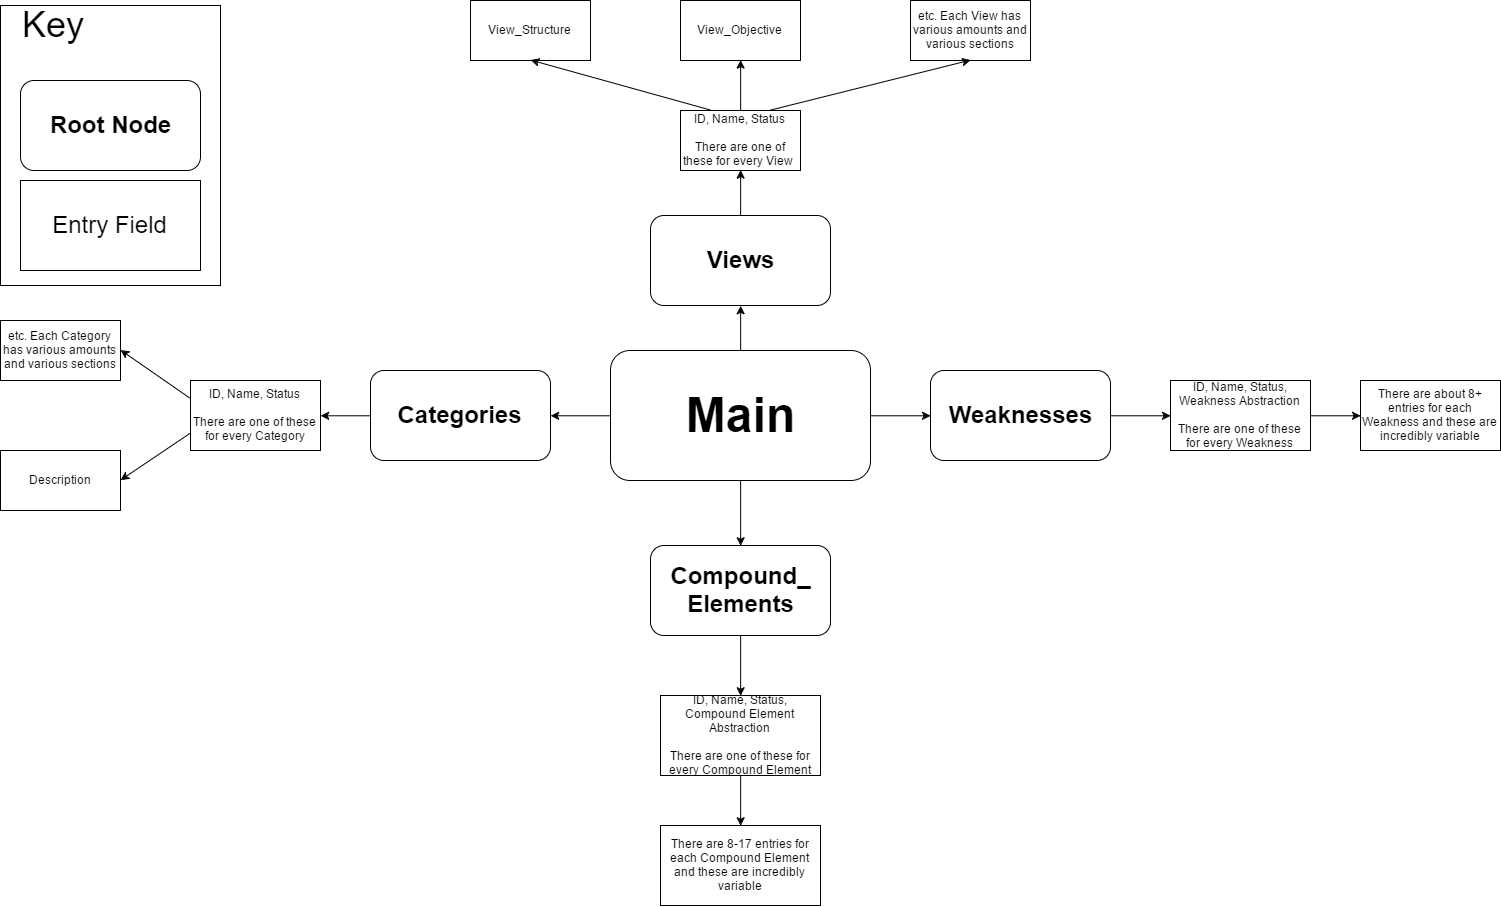 Key
Root Node
Entry Field
View_Structure
View_Objective
etc. Each View has
various amounts and
various sections
ID, Name, Status
There are one of
these for every View
Views
etc. Each Category
has various amounts
and various sections
Description
ID, Name, Status
There are one of these
for every Category
Categories
Main
Weaknesses
ID, Name, Status,
Weakness Abstraction
There are one of these
for every Weakness
There are about 8+
entries for each
Weakness and these are
incredibly variable
Compound_
Elements
ID, Name, Status,
Compound Element
Abstraction
There are one of these for
every Compound Element
There are 8-17 entries for
each Compound Element
and these are incredibly
variable